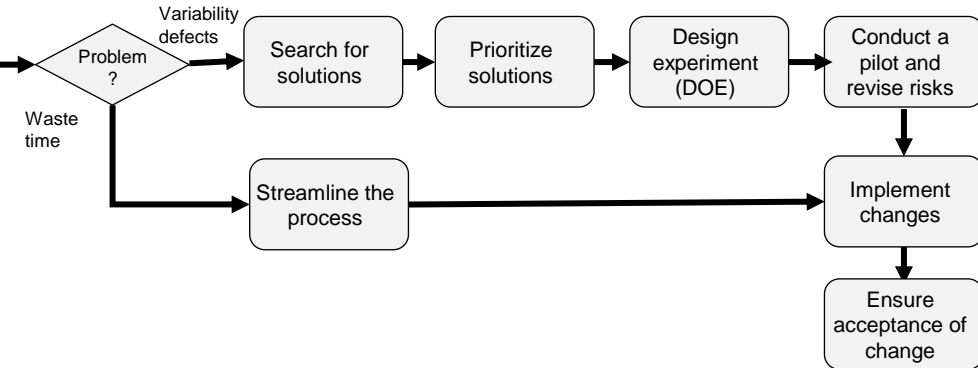 Variability
defects
Problem
?
Search for
solutions
Prioritize
solutions
Design
experiment
(DOE)
Conduct a
pilot and
revise risks
Waste
time
Streamline the
process
Implement
changes
Ensure
acceptance of
change